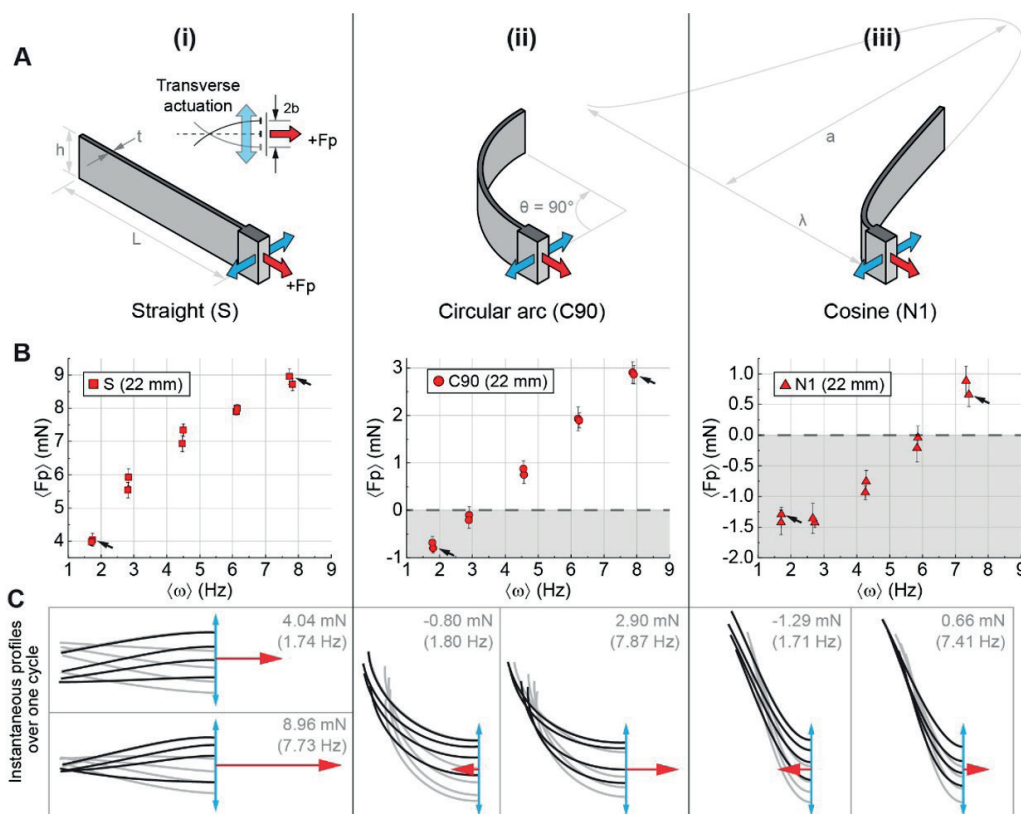 (i)
(ii)
(iii)
A
Transverse
actuation
2b
+Fp
h
t
L
+Fp
Straight (S)
θ = 90°
Circular arc (C90)
a
λ
Cosine (N1)
B
⟨Fp⟩ (mN)
9
8
7
6
5
4
S (22 mm)
1 2 3 4 5 6 7 8 9
⟨ω⟩ (Hz)
⟨Fp⟩ (mN)
3
2
1
0
-1
C90 (22 mm)
1 2 3 4 5 6 7 8 9
⟨ω⟩ (Hz)
⟨Fp⟩ (mN)
1.0
0.5
0.0
-0.5
-1.0
-1.5
-2.0
N1 (22 mm)
1 2 3 4 5 6 7 8 9
⟨ω⟩ (Hz)
C
Instantaneous profiles
over one cycle
4.04 mN
(1.74 Hz)
8.96 mN
(7.73 Hz)
-0.80 mN
(1.80 Hz)
2.90 mN
(7.87 Hz)
-1.29 mN
(1.71 Hz)
0.66 mN
(7.41 Hz)